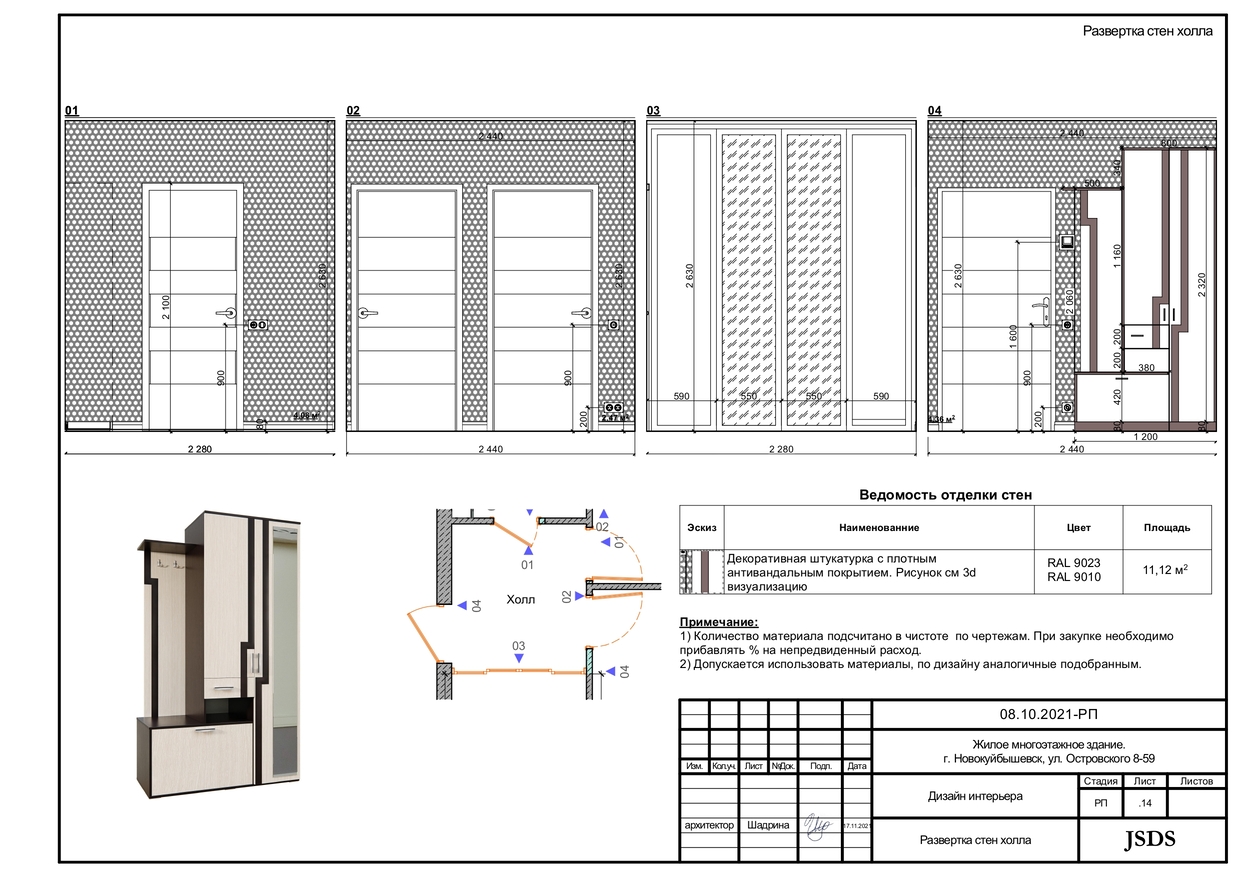 Развертка стен холла
01
02
03
04
2 440
2 440
800
340
500
2 630
2 630
2 630
2 630
2 100
2 060
1 160
2 320
1 600
900
900
900
200
200
200
200
380
420
590
550
550
590
4,08 м²
2,47 м²
80
80
80
1 200
2 280
2 440
2 280
2 440
Ведомость отделки стен
Эскиз Наименованние Цвет Площадь
Декоративная штукатурка с плотным
антивандальным покрытием. Рисунок см 3d
визуализацию
RAL 9023
RAL 9010
11,12 м²
02
01
01
Холл
04
02
03
04
Примечание:
1) Количество материала подсчитано в чистоте по чертежам. При закупке необходимо
прибавлять % на непредвиденный расход.
2) Допускается использовать материалы, по дизайну аналогичные подобранным.
08.10.2021-РП
Жилое многоэтажное здание.
г. Новокуйбышевск, ул. Островского 8-59
Изм. Кол.уч. Лист №Док. Подп. Дата
Дизайн интерьера
Стадия Лист Листов
РП .14
архитектор Шадрина 17.11.2021
Развертка стен холла
JSDS